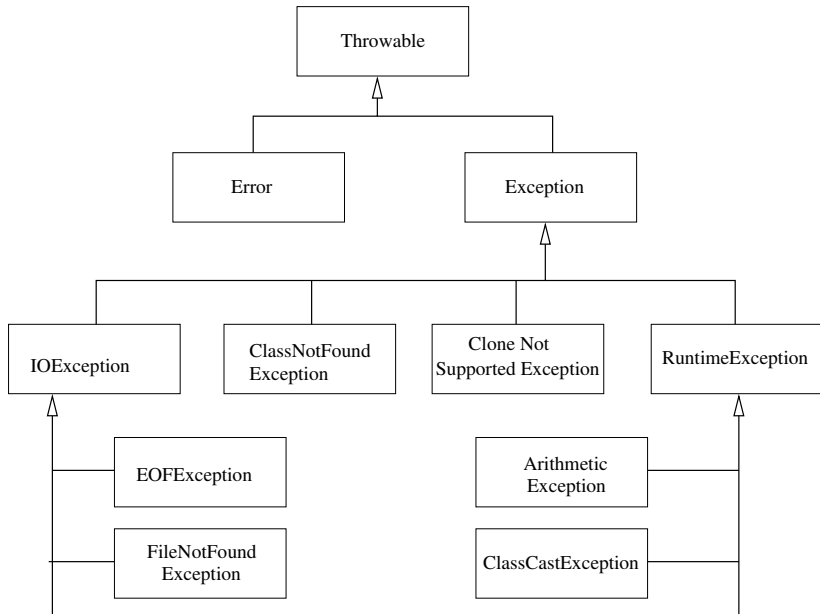 Throwable
Error
Exception
IOException
ClassNotFound
Exception
Clone Not
Supported Exception
RuntimeException
EOFException
Arithmetic
Exception
FileNotFound
Exception
ClassCastException